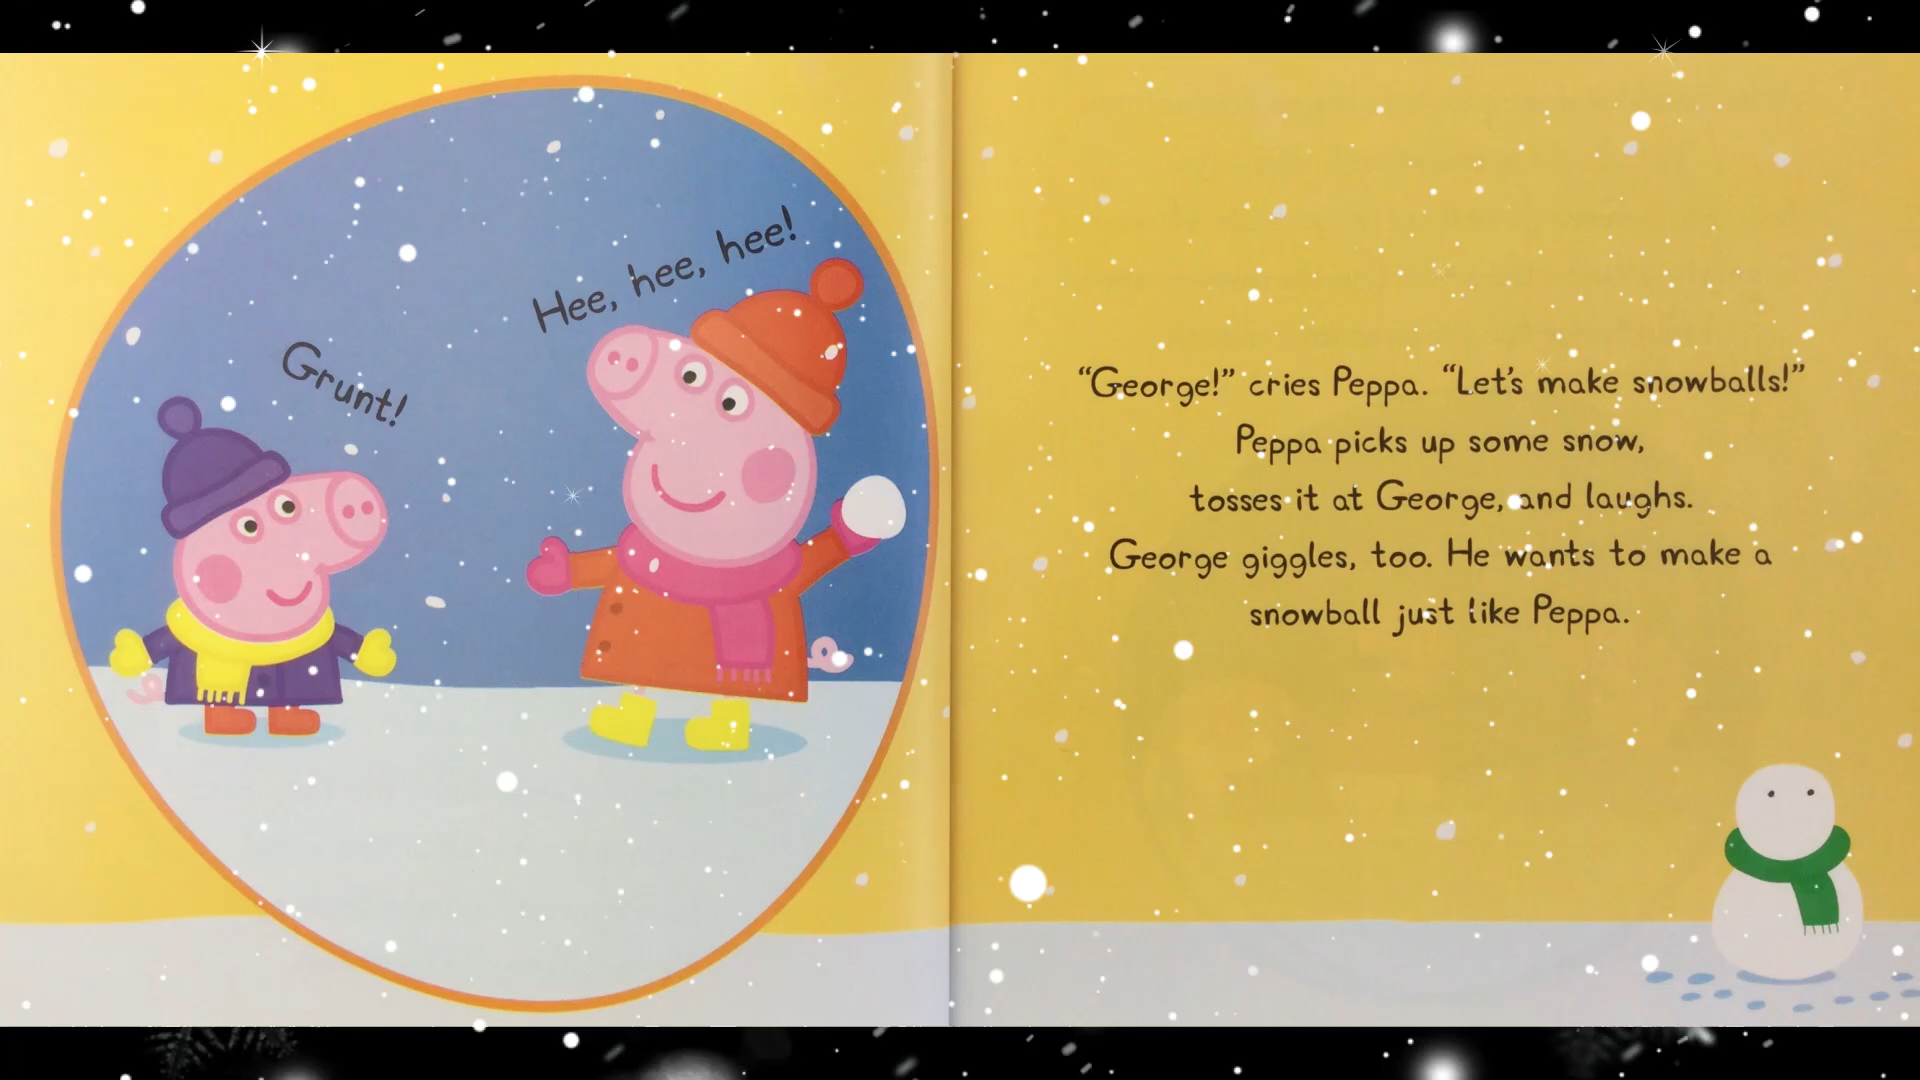 Grunt!
Hee, hee, hee!
“George!” cries Peppa. “Let’s make snowballs!”
Peppa picks up some snow,
tosses it at George, and laughs.
George giggles, too. He wants to make a
snowball just like Peppa.